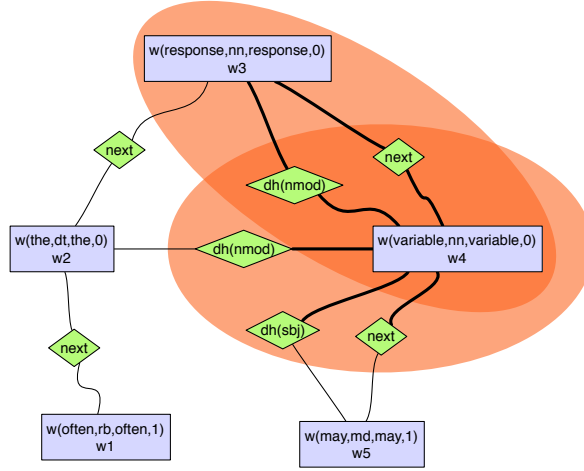 w(response,nn,response,0)
w3
next
next
dh(nmod)
w(the,dt,the,0)
w2
dh(nmod)
w(variable,nn,variable,0)
w4
dh(sbj)
next
next
w(often,rb,often,1)
w1
w(may,md,may,1)
w5